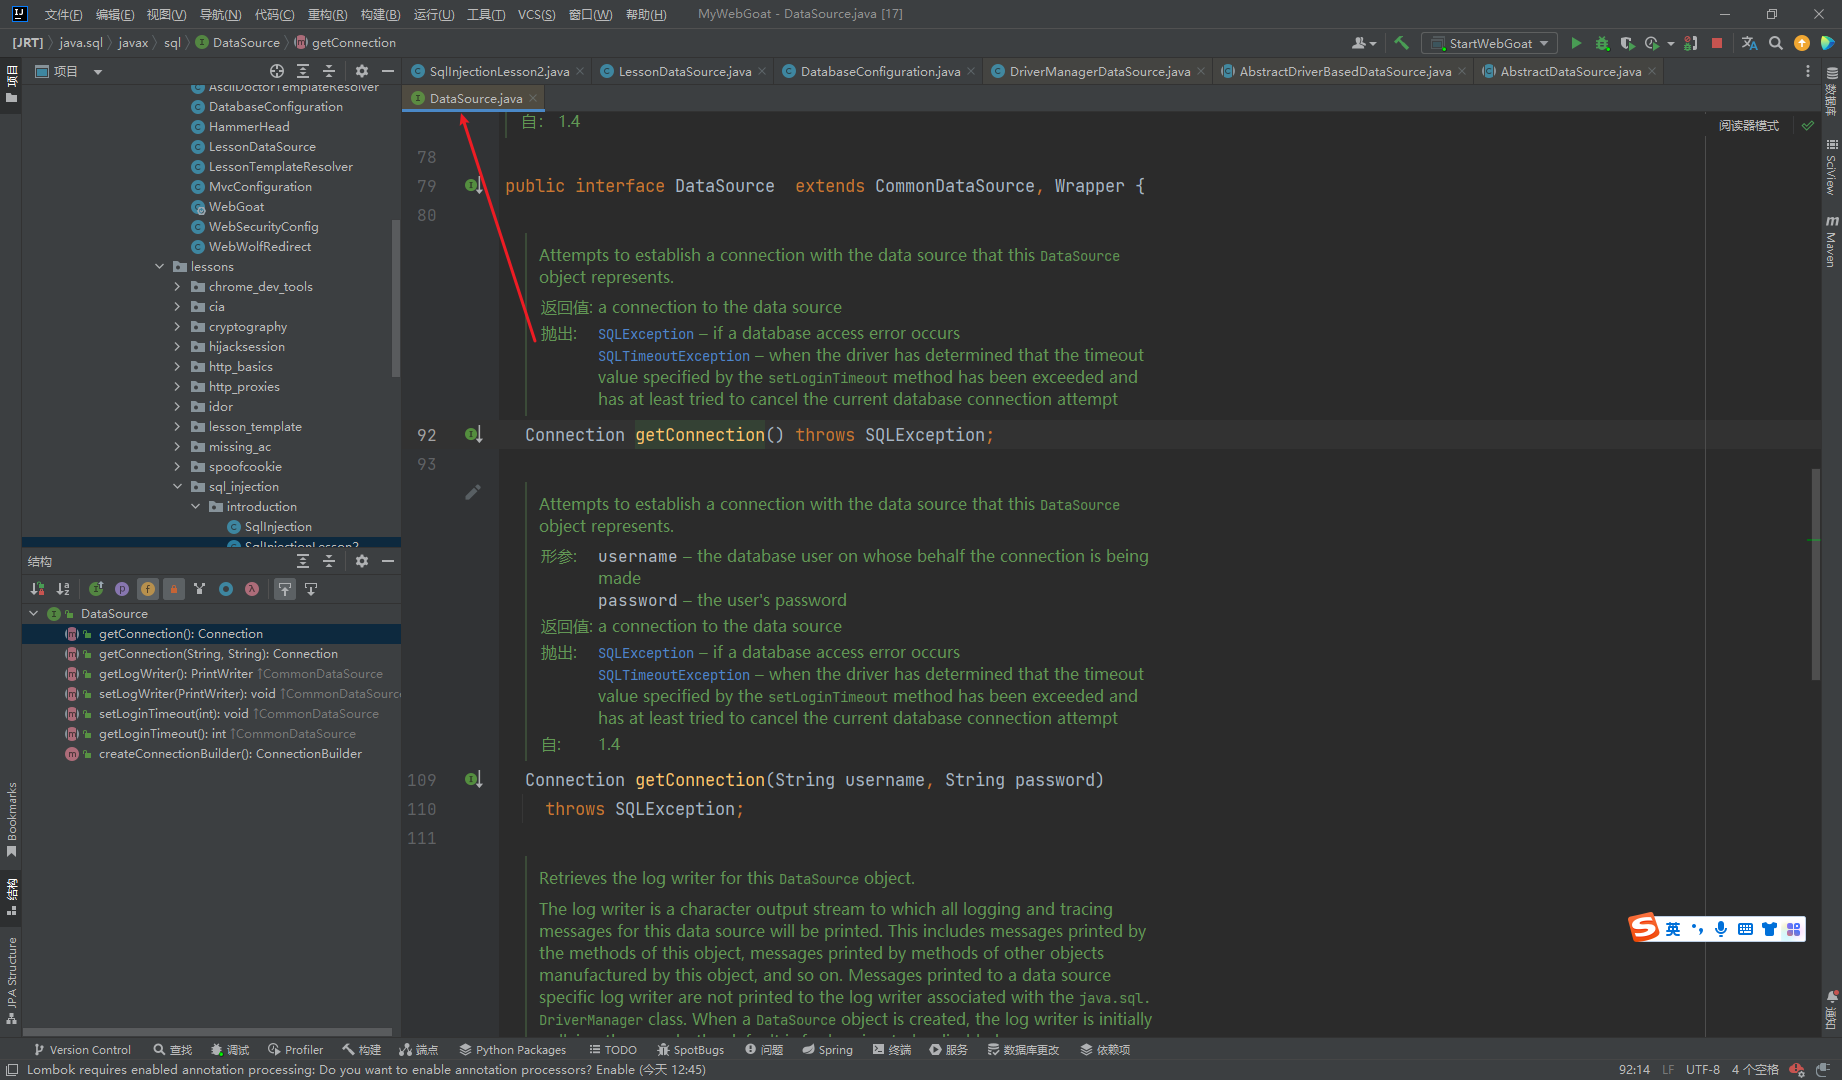 文件(F) 编辑(E) 视图(V) 导航(N) 代码(C) 重构(R) 构建(B) 运行(U) 工具(T) VCS(S) 窗口(W) 帮助(H) MyWebGoat - DataSource.java [17]
[JRT] java.sql javax sql DataSource getConnection StartWebGoat
项目
SqlInjectionLesson2.java LessonDataSource.java DatabaseConfiguration.java DriverManagerDataSource.java AbstractDriverBasedDataSource.java AbstractDataSource.java
DataSource.java
项目
AsciiDoctorTemplateResolver
DatabaseConfiguration
HammerHead
LessonDataSource
LessonTemplateResolver
MvcConfiguration
WebGoat
WebSecurityConfig
WebWolfRedirect
lessons
chrome_dev_tools
cia
cryptography
hijacksession
http_basics
http_proxies
idor
lesson_template
missing_ac
spoofcookie
sql_injection
introduction
SqlInjection
SqlInjectionLesson2
结构
DataSource
getConnection(): Connection
getConnection(String, String): Connection
getLogWriter(): PrintWriter ↑CommonDataSource
setLogWriter(PrintWriter): void ↑CommonDataSource
setLoginTimeout(int): void ↑CommonDataSource
getLoginTimeout(): int ↑CommonDataSource
createConnectionBuilder(): ConnectionBuilder
Bookmarks
结构
JPA Structure
自: 1.4
阅读器模式
78
79 public interface DataSource extends CommonDataSource, Wrapper {
80
Attempts to establish a connection with the data source that this DataSource
object represents.
返回值: a connection to the data source
抛出: SQLException – if a database access error occurs
SQLTimeoutException – when the driver has determined that the timeout
value specified by the setLoginTimeout method has been exceeded and
has at least tried to cancel the current database connection attempt
92 Connection getConnection() throws SQLException;
93
Attempts to establish a connection with the data source that this DataSource
object represents.
形参: username – the database user on whose behalf the connection is being
made
password – the user's password
返回值: a connection to the data source
抛出: SQLException – if a database access error occurs
SQLTimeoutException – when the driver has determined that the timeout
value specified by the setLoginTimeout method has been exceeded and
has at least tried to cancel the current database connection attempt
自: 1.4
109 Connection getConnection(String username, String password)
110 throws SQLException;
111
Retrieves the log writer for this DataSource object.
The log writer is a character output stream to which all logging and tracing
messages for this data source will be printed. This includes messages printed by
the methods of this object, messages printed by methods of other objects
manufactured by this object, and so on. Messages printed to a data source
specific log writer are not printed to the log writer associated with the java.sql.
DriverManager class. When a DataSource object is created, the log writer is initially
数据库
SciView
Maven
通知
英
Version Control 查找 调试 Profiler 构建 端点 Python Packages TODO SpotBugs 问题 Spring 终端 服务 数据库更改 依赖项
Lombok requires enabled annotation processing: Do you want to enable annotation processors? Enable (今天 12:45) 92:14 LF UTF-8 4 个空格